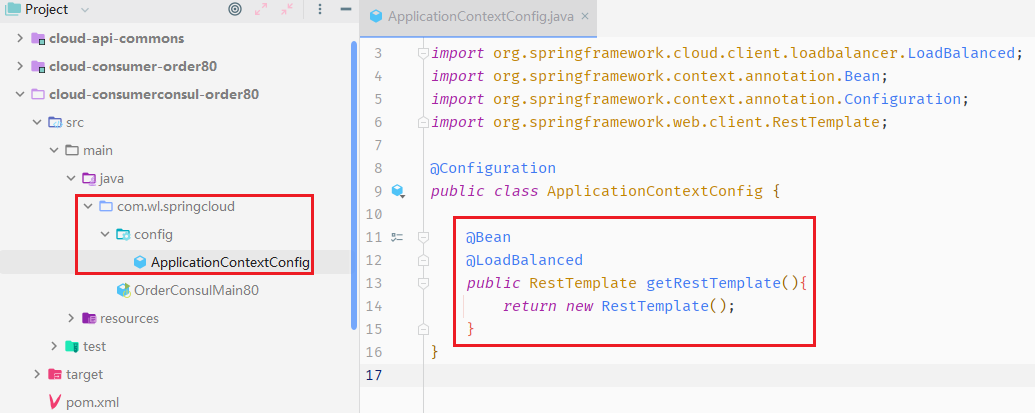 Project
cloud-api-commons
cloud-consumer-order80
cloud-consumerconsul-order80
src
main
java
com.wl.springcloud
config
ApplicationContextConfig
OrderConsulMain80
resources
test
target
pom.xml
ApplicationContextConfig.java
3 import org.springframework.cloud.client.loadbalancer.LoadBalanced;
4 import org.springframework.context.annotation.Bean;
5 import org.springframework.context.annotation.Configuration;
6 import org.springframework.web.client.RestTemplate;
7
8 @Configuration
9 public class ApplicationContextConfig {
10
11 @Bean
12 @LoadBalanced
13 public RestTemplate getRestTemplate(){
14 return new RestTemplate();
15 }
16 }
17